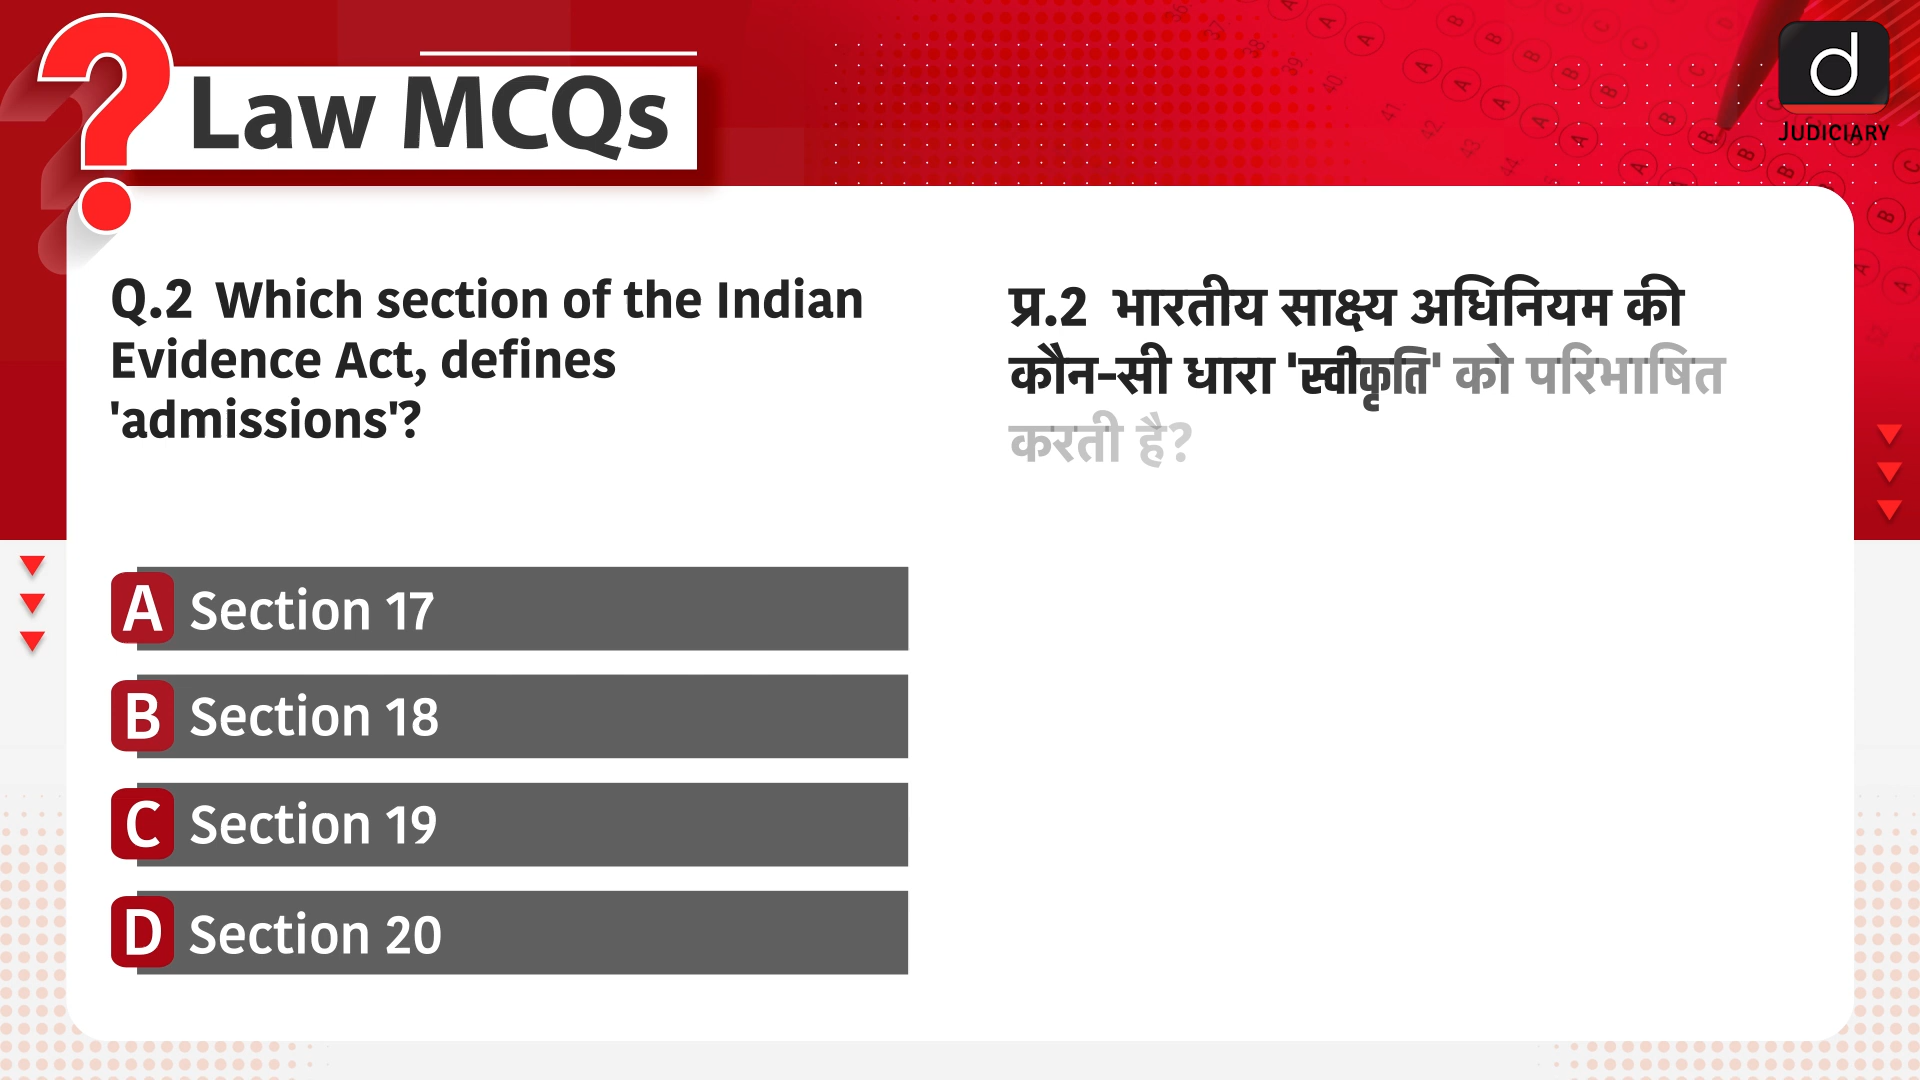 Law MCQs
JUDICIARY
Q.2 Which section of the Indian
Evidence Act, defines
'admissions'?
प्र.2 भारतीय साक्ष्य अधिनियम की
कौन-सी धारा 'स्वीकृति' को परिभाषित
करती है?
A Section 17
B Section 18
C Section 19
D Section 20